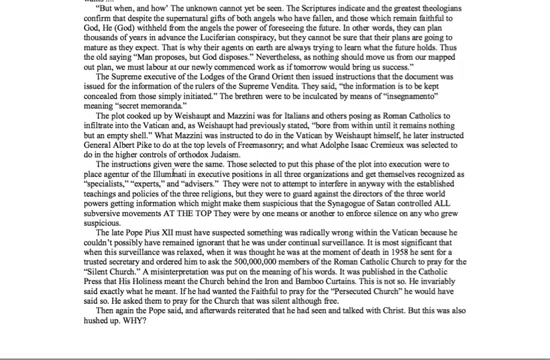 "But when, and how' The unknown cannot yet be seen. The Scriptures indicate and the greatest theologians
confirm that despite the supernatural gifts of both angels who have fallen, and those which remain faithful to
God, He (God) withheld from the angels the power of foreseeing the future. In other words, they can plan
thousands of years in advance the Luciferian conspiracy, but they cannot be sure that their plans are going to
mature as they expect. That is why their agents on earth are always trying to learn what the future holds. Thus
the old saying "Man proposes, but God disposes." Nevertheless, as nothing should move us from our mapped
out plan, we must labour at our newly commenced work as if tomorrow would bring us success."
The Supreme executive of the Lodges of the Grand Orient then issued instructions that the document was
issued for the information of the rulers of the Supreme Vendita. They said, "the information is to be kept
concealed from those simply initiated." The brethren were to be inculcated by means of "insegnamento"
meaning "secret memoranda."
The plot cooked up by Weishaupt and Mazzini was for Italians and others posing as Roman Catholics to
infiltrate into the Vatican and, as Weishaupt had previously stated, "bore from within until it remains nothing
but an empty shell." What Mazzini was instructed to do in the Vatican by Weishaupt himself, he later instructed
General Albert Pike to do at the top levels of Freemasonry; and what Adolphe Isaac Cremieux was selected to
do in the higher controls of orthodox Judaism.
The instructions given were the same. Those selected to put this phase of the plot into execution were to
place agentur of the Illuminati in executive positions in all three organizations and get themselves recognized as
"specialists," "experts," and "advisers." They were not to attempt to interfere in anyway with the established
teachings and policies of the three religions, but they were to guard against the directors of the three world
powers getting information which might make them suspicious that the Synagogue of Satan controlled ALL
subversive movements AT THE TOP They were by one means or another to enforce silence on any who grew
suspicious.
The late Pope Pius XII must have suspected something was radically wrong within the Vatican because he
couldn't possibly have remained ignorant that he was under continual surveillance. It is most significant that
when this surveillance was relaxed, when it was thought he was at the moment of death in 1958 he sent for a
trusted secretary and ordered him to ask the 500,000,000 members of the Roman Catholic Church to pray for the
"Silent Church." A misinterpretation was put on the meaning of his words. It was published in the Catholic
Press that His Holiness meant the Church behind the Iron and Bamboo Curtains. This is not so. He invariably
said exactly what he meant. If he had wanted the Faithful to pray for the "Persecuted Church" he would have
said so. He asked them to pray for the Church that was silent although free.
Then again the Pope said, and afterwards reiterated that he had seen and talked with Christ. But this was also
hushed up. WHY?